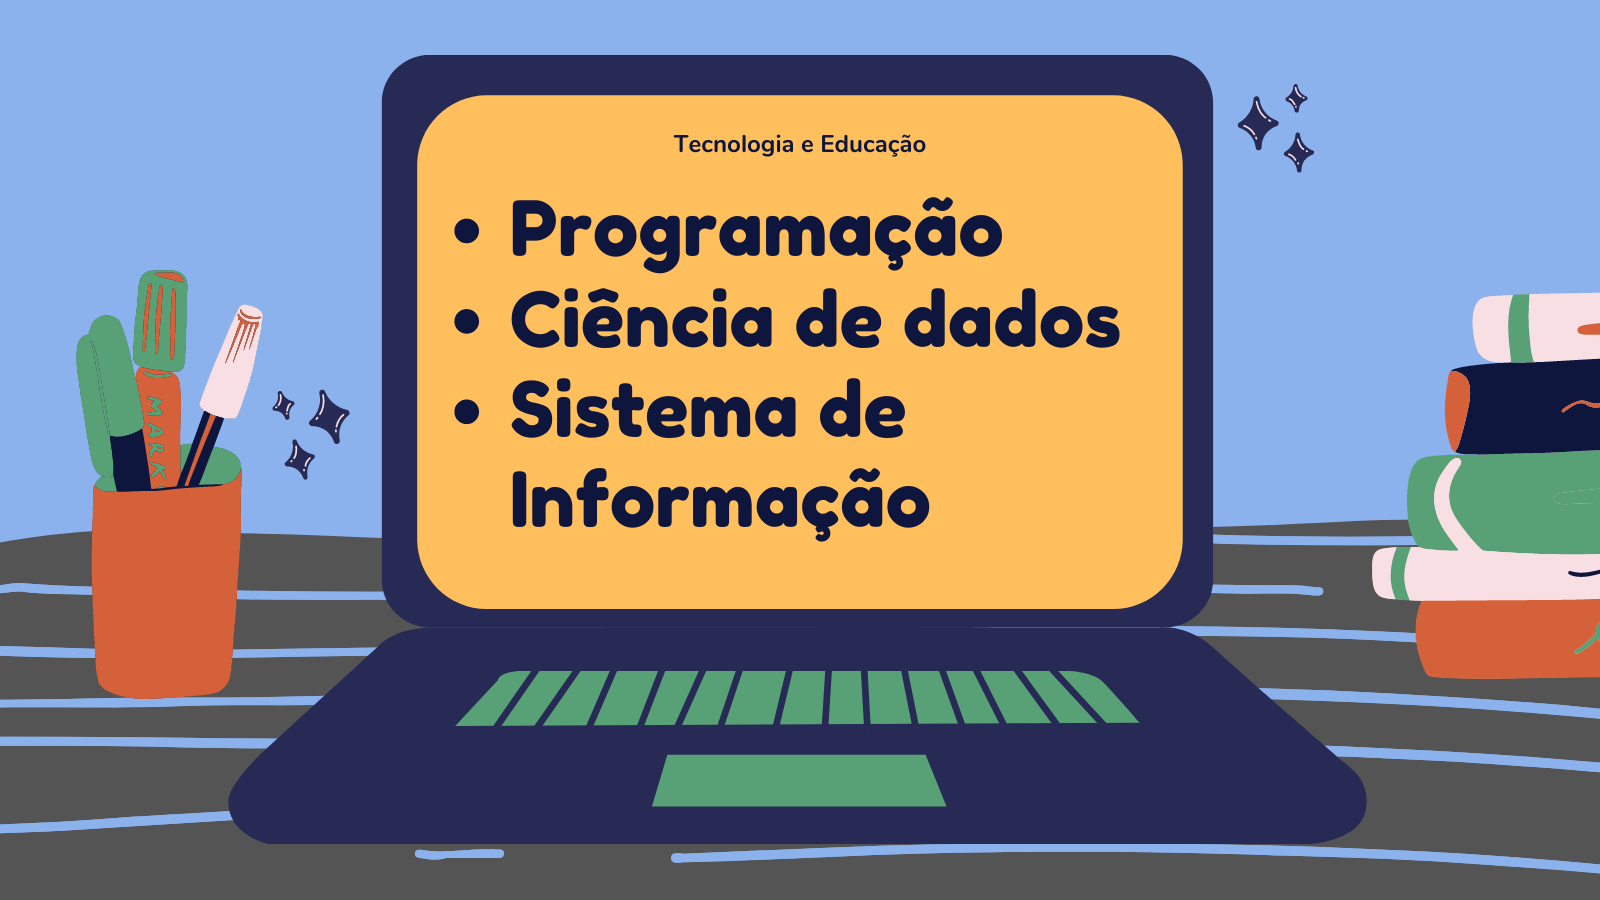 Tecnologia e Educação
• Programação
• Ciência de dados
• Sistema de
Informação
MARK